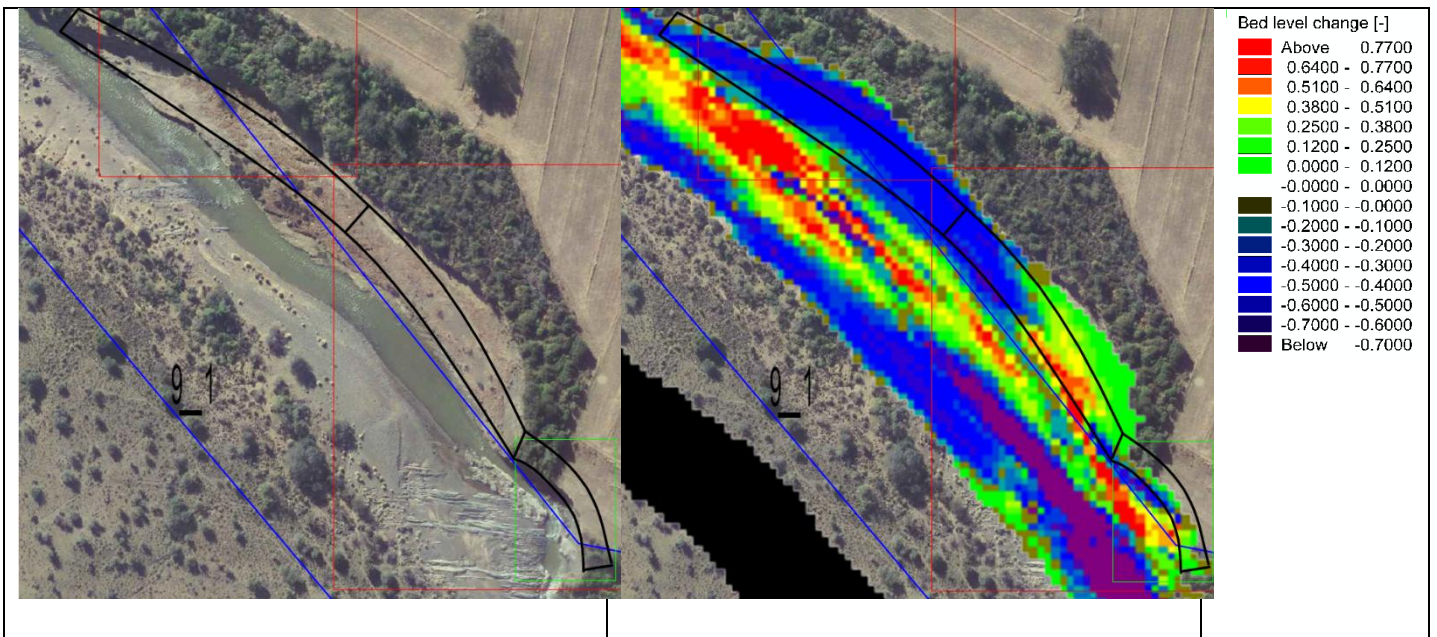 9_1
9_1
Bed level change [-]
Above 0.7700
0.6400 - 0.7700
0.5100 - 0.6400
0.3800 - 0.5100
0.2500 - 0.3800
0.1200 - 0.2500
0.0000 - 0.1200
-0.0000 - 0.0000
-0.1000 - -0.0000
-0.2000 - -0.1000
-0.3000 - -0.2000
-0.4000 - -0.3000
-0.5000 - -0.4000
-0.6000 - -0.5000
-0.7000 - -0.6000
Below -0.7000